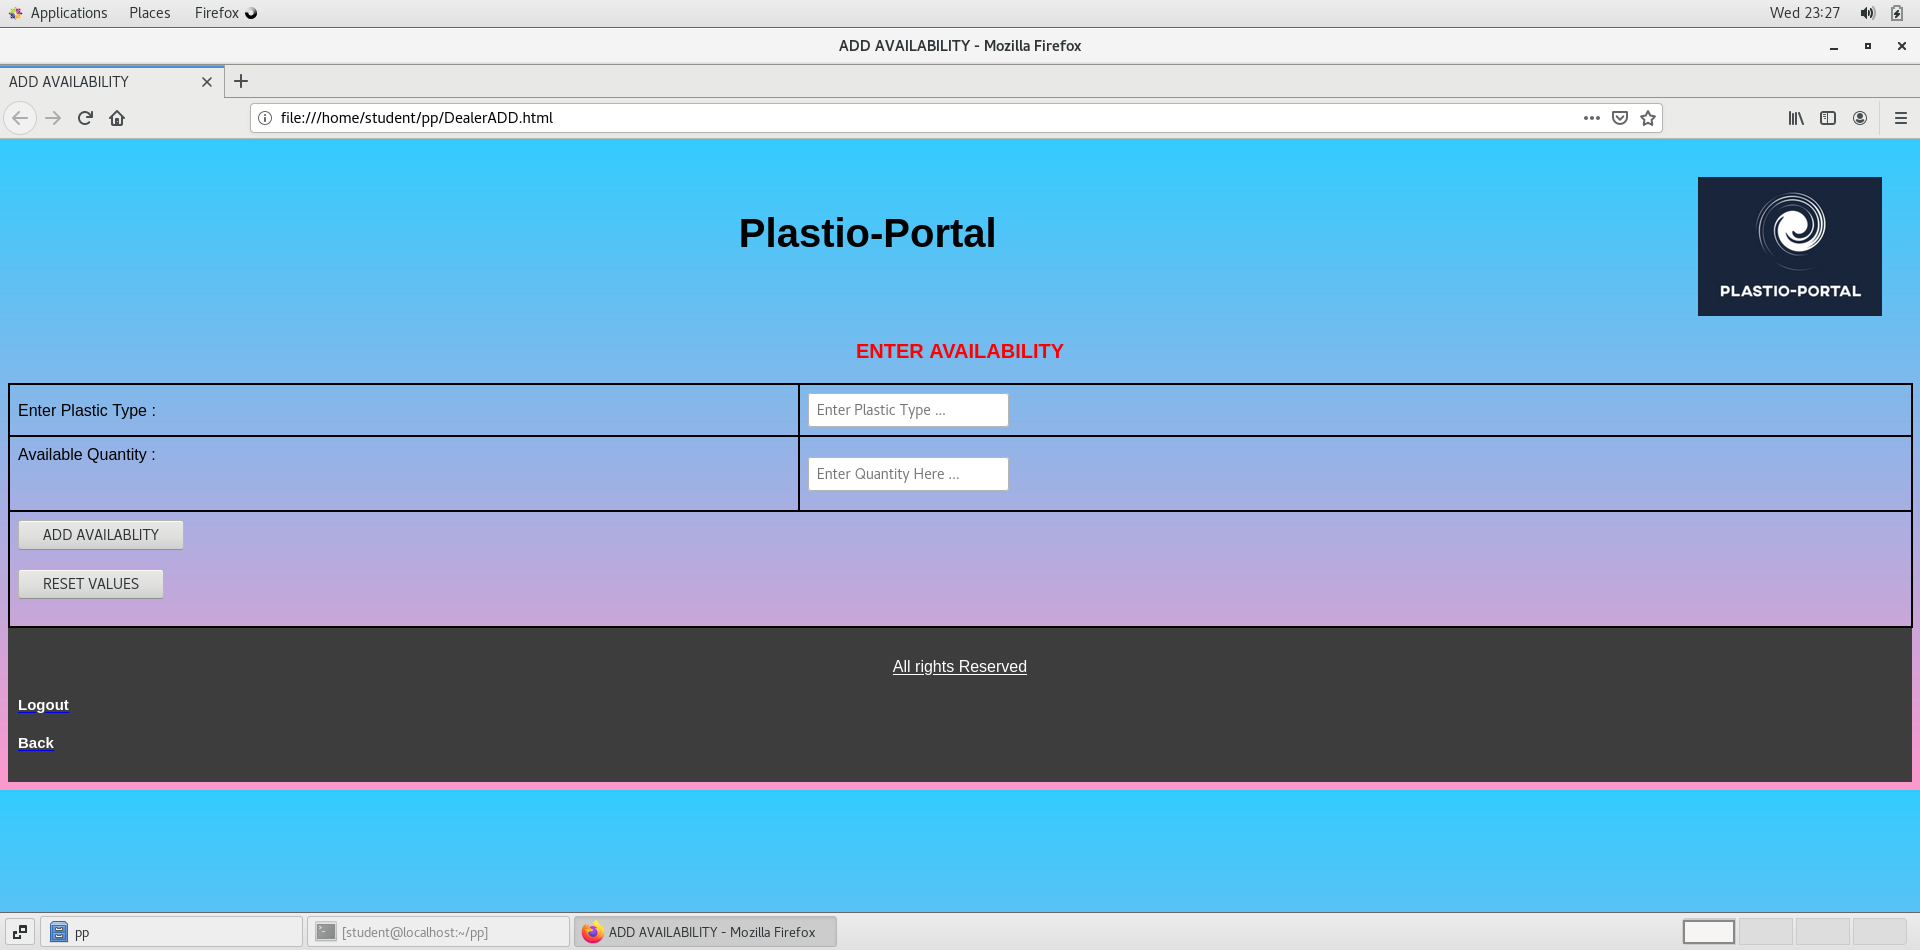 Applications Places Firefox Wed 23:27
ADD AVAILABILITY - Mozilla Firefox
ADD AVAILABILITY
file:///home/student/pp/DealerADD.html
Plastio-Portal
PLASTIO-PORTAL
ENTER AVAILABILITY
Enter Plastic Type : Enter Plastic Type ...
Available Quantity : Enter Quantity Here ...
ADD AVAILABLITY
RESET VALUES
All rights Reserved
Logout
Back
pp [student@localhost:~/pp] ADD AVAILABILITY - Mozilla Firefox